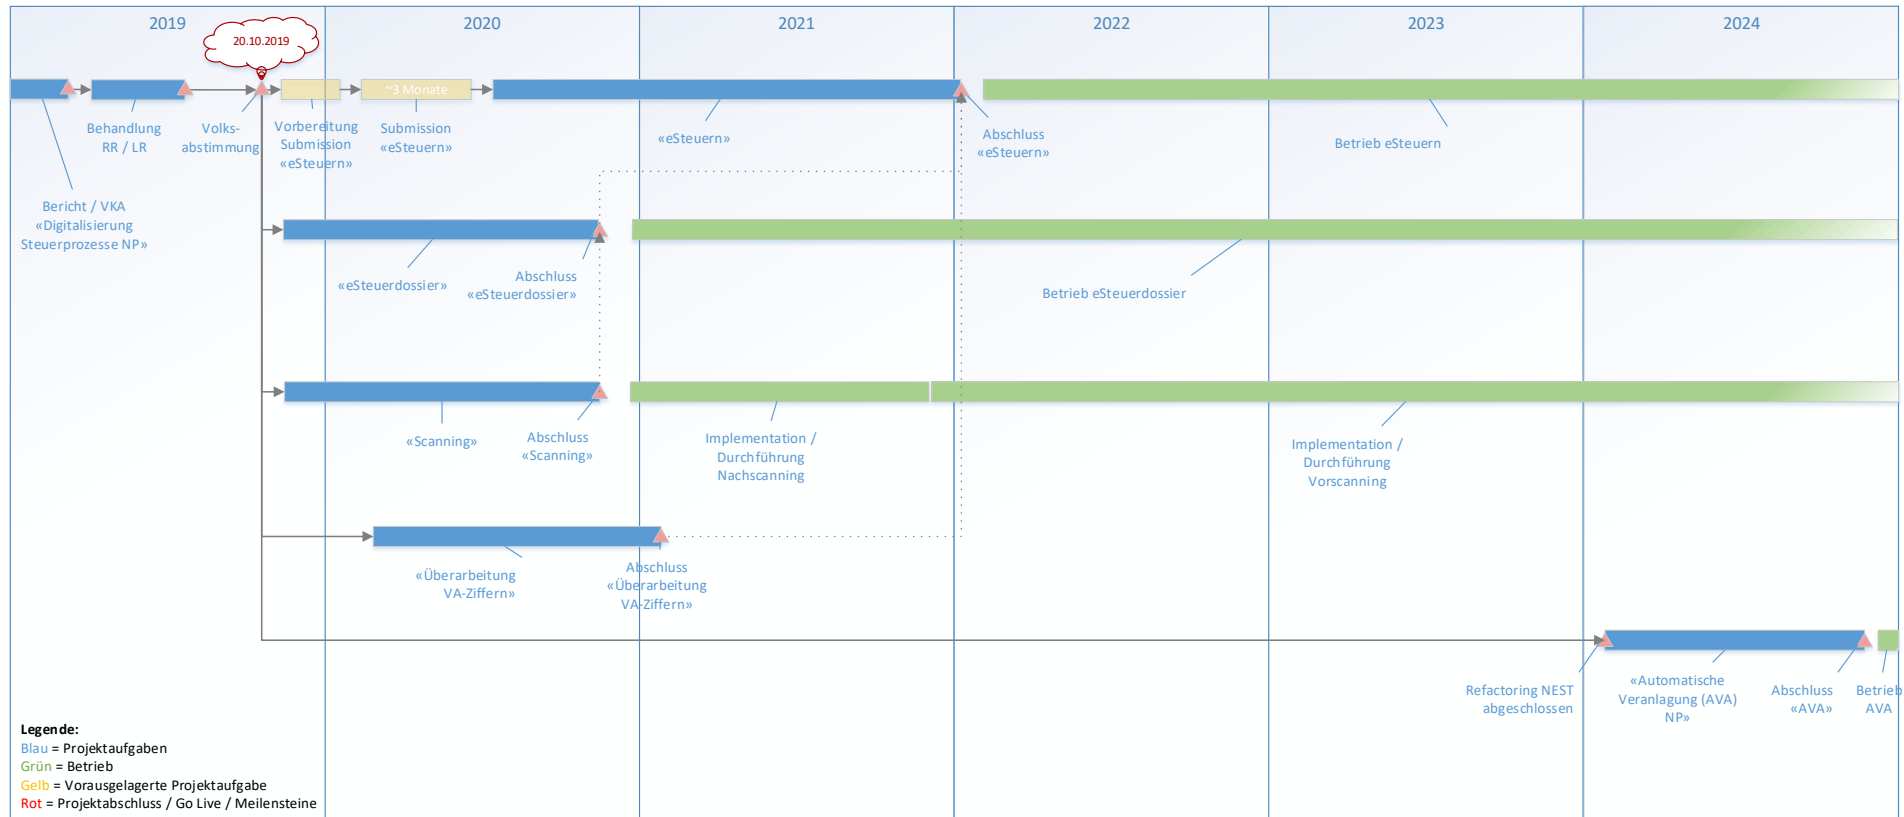 2019
2020
2021
2022
2023
2024
20.10.2019
~3 Monate
Behandlung
RR / LR
Volks-
abstimmung
Vorbereitung
Submission
«eSteuern»
Submission
«eSteuern»
«eSteuern»
Abschluss
«eSteuern»
Betrieb eSteuern
Bericht / VKA
«Digitalisierung
Steuerprozesse NP»
«eSteuerdossier»
Abschluss
«eSteuerdossier»
Betrieb eSteuerdossier
«Scanning»
Abschluss
«Scanning»
Implementation /
Durchführung
Nachscanning
Implementation /
Durchführung
Vorscanning
«Überarbeitung
VA-Ziffern»
Abschluss
«Überarbeitung
VA-Ziffern»
Refactoring NEST
abgeschlossen
«Automatische
Veranlagung (AVA)
NP»
Abschluss
«AVA»
Betrieb
AVA
Legende:
Blau = Projektaufgaben
Grün = Betrieb
Gelb = Vorausgelagerte Projektaufgabe
Rot = Projektabschluss / Go Live / Meilensteine